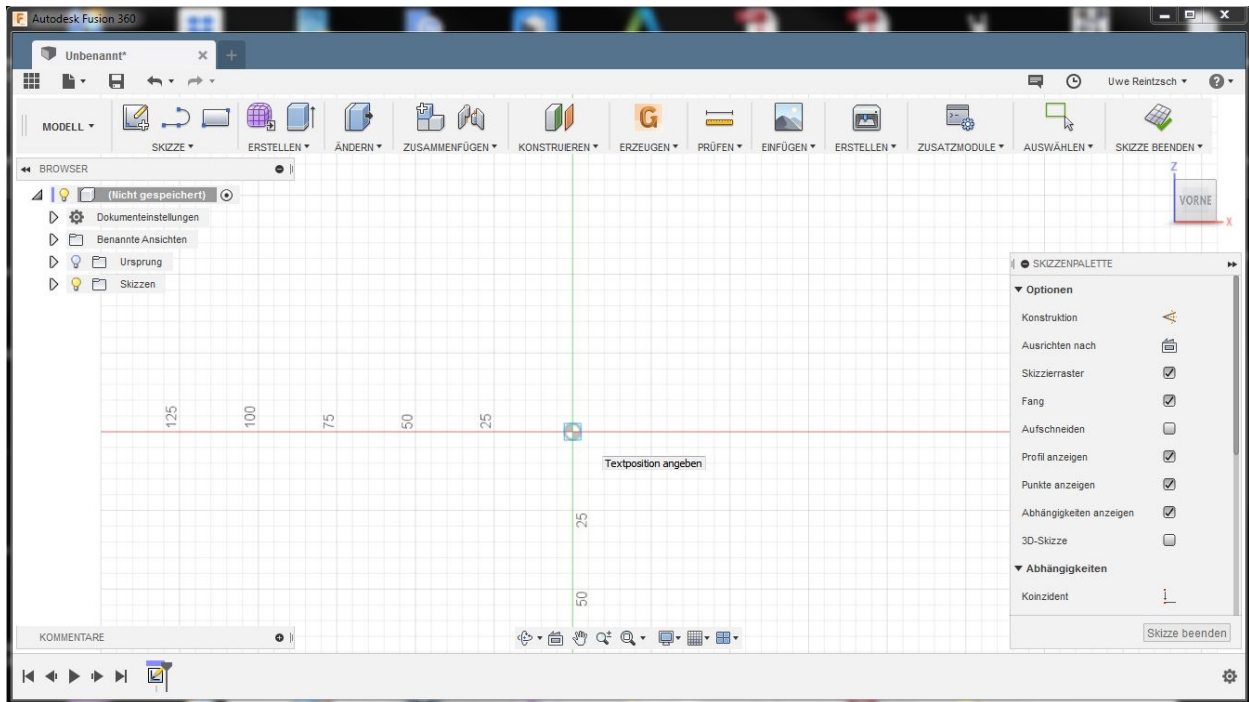 Autodesk Fusion 360
Unbenannt*
Uwe Reintzsch
MODELL
SKIZZE
ERSTELLEN
ÄNDERN
ZUSAMMENFÜGEN
KONSTRUIEREN
ERZEUGEN
PRÜFEN
EINFÜGEN
ERSTELLEN
ZUSATZMODULE
AUSWÄHLEN
SKIZZE BEENDEN
G
BROWSER
(Nicht gespeichert)
Dokumenteinstellungen
Benannte Ansichten
Ursprung
Skizzen
Z
VORNE
X
SKIZZENPALETTE
Optionen
Konstruktion
Ausrichten nach
Skizzierraster
Fang
Aufschneiden
Profil anzeigen
Punkte anzeigen
Abhängigkeiten anzeigen
3D-Skizze
Abhängigkeiten
Koinzident
Skizze beenden
125
100
75
50
25
Textposition angeben
25
50
KOMMENTARE